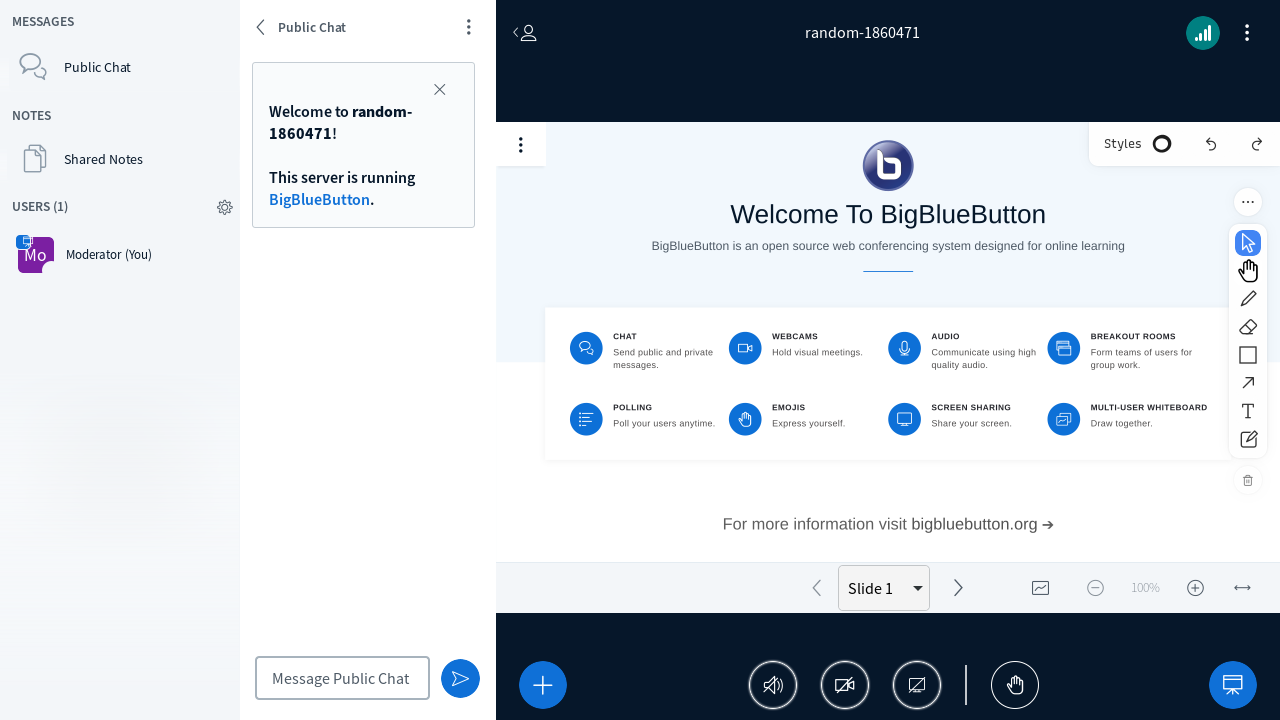 MESSAGES
Public Chat
NOTES
Shared Notes
USERS (1)
Mo
Moderator (You)
Public Chat
Welcome to random-
1860471!
This server is running
BigBlueButton.
Message Public Chat
random-1860471
Styles
b
Welcome To BigBlueButton
BigBlueButton is an open source web conferencing system designed for online learning
CHAT
Send public and private
messages.
WEBCAMS
Hold visual meetings.
AUDIO
Communicate using high
quality audio.
BREAKOUT ROOMS
Form teams of users for
group work.
POLLING
Poll your users anytime.
EMOJIS
Express yourself.
SCREEN SHARING
Share your screen.
MULTI-USER WHITEBOARD
Draw together.
For more information visit bigbluebutton.org ➔
Slide 1
100%